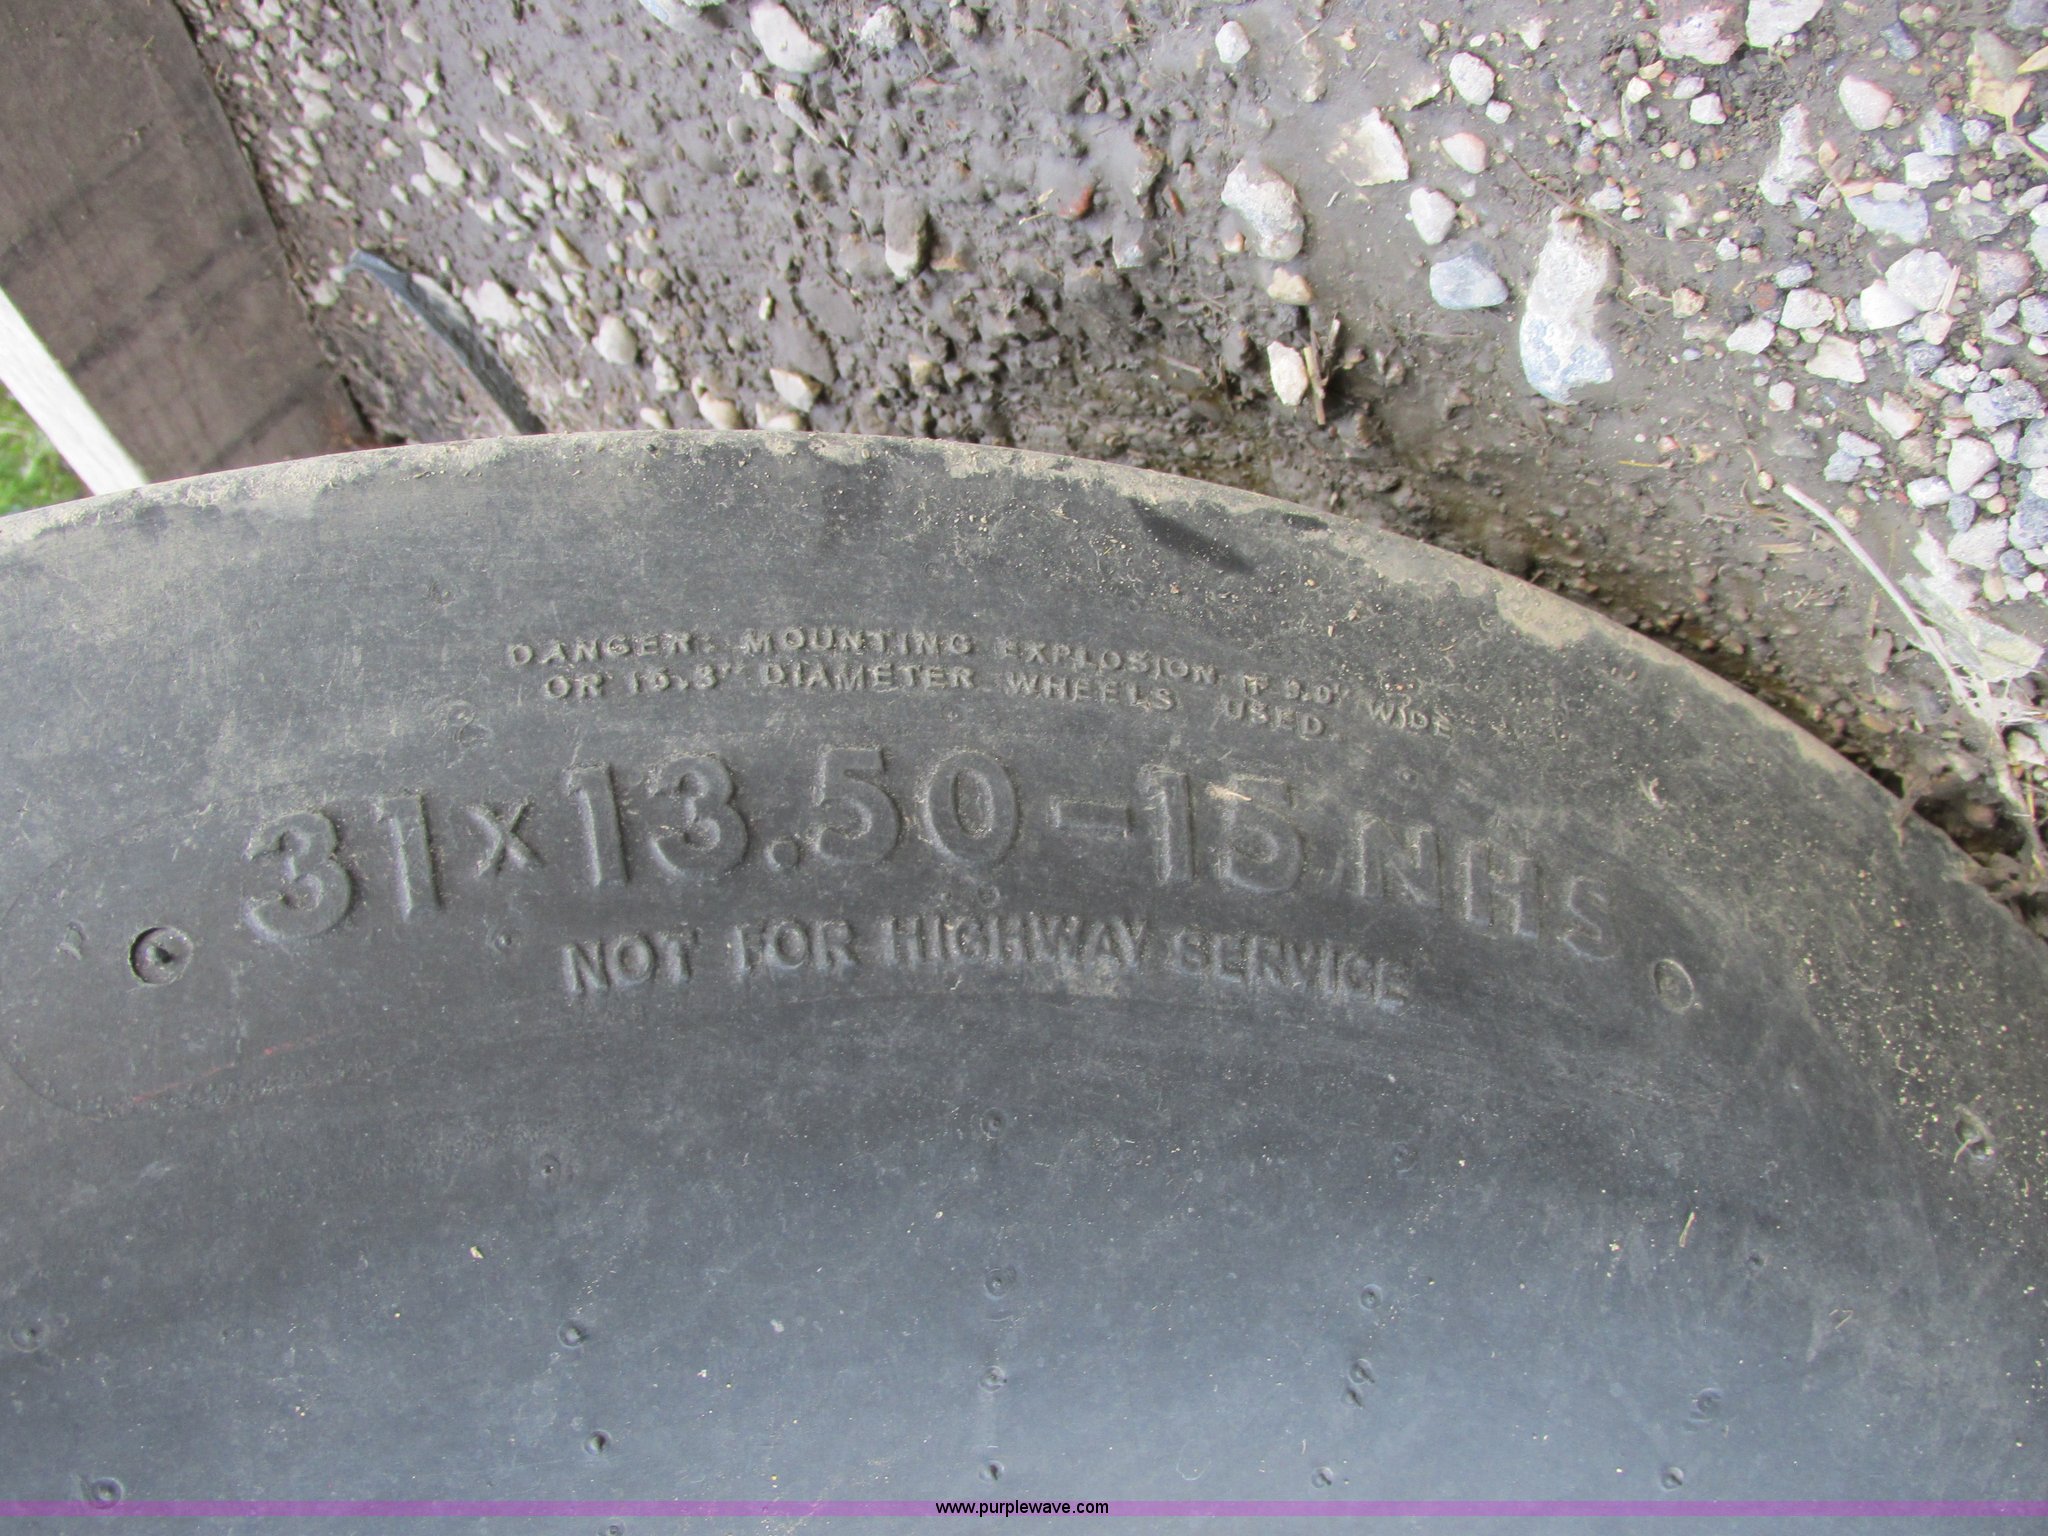 DANGER: MOUNTING EXPLOSION IF 9.0" WIDE
OR 15.3" DIAMETER WHEELS USED.
31x13.50-15 NHS
NOT FOR HIGHWAY SERVICE
www.purplewave.com